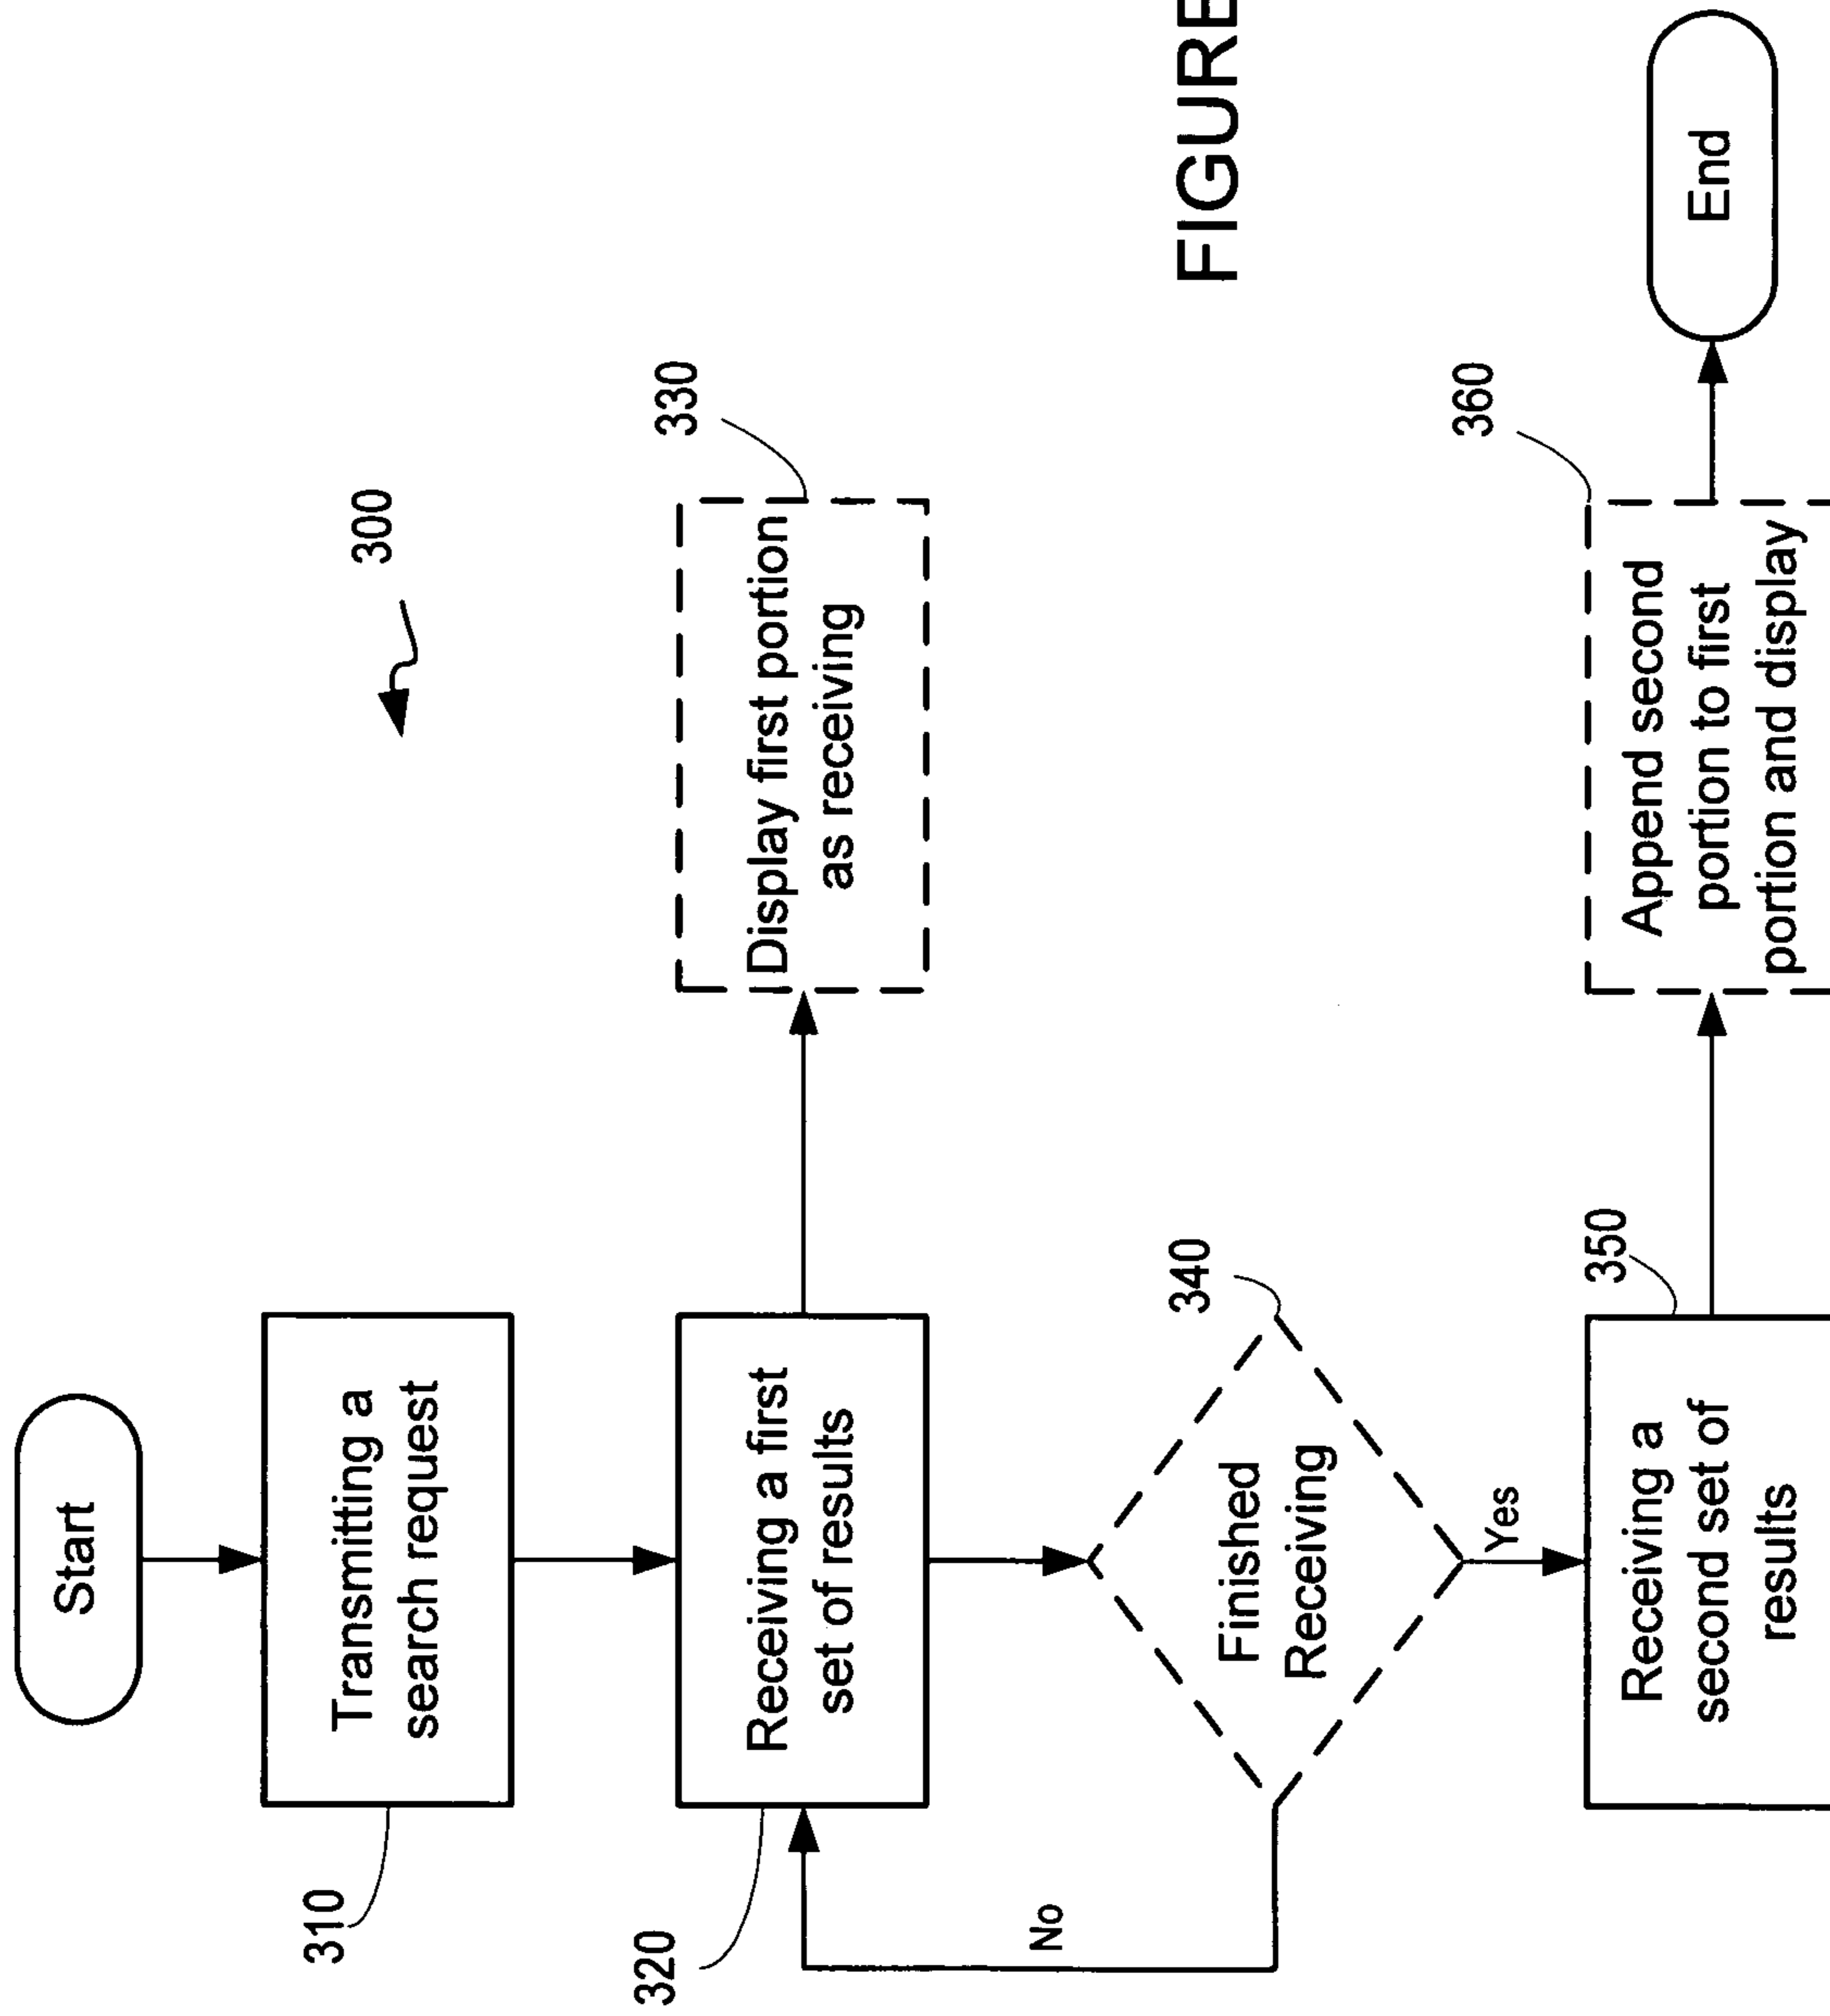 Start
300
310
Transmitting a
search request
320
Receiving a first
set of results
330
Display first portion
as receiving
340
Finished
Receiving
No
Yes
350
Receiving a
second set of
results
360
Append second
portion to first
portion and display
End
FIGURE